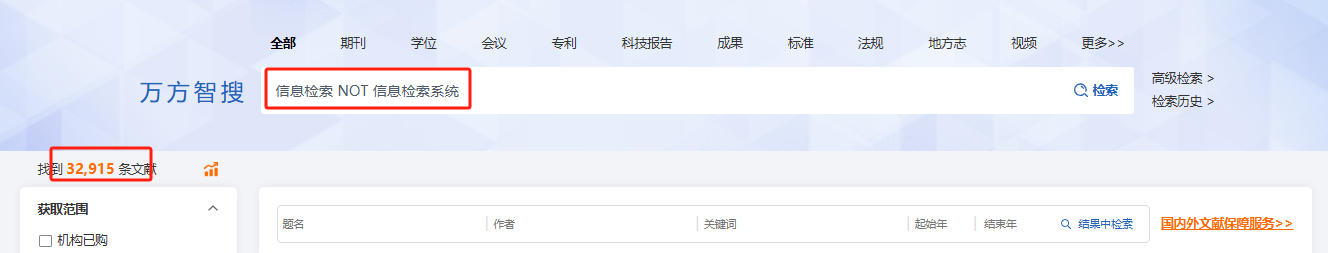 全部 期刊 学位 会议 专利 科技报告 成果 标准 法规 地方志 视频 更多>>
万方智搜 信息检索 NOT 信息检索系统 检索
高级检索 >
检索历史 >
找到 32,915 条文献
获取范围
题名 作者 关键词 起始年 结束年 结果中检索 国内外文献保障服务>>
机构已购